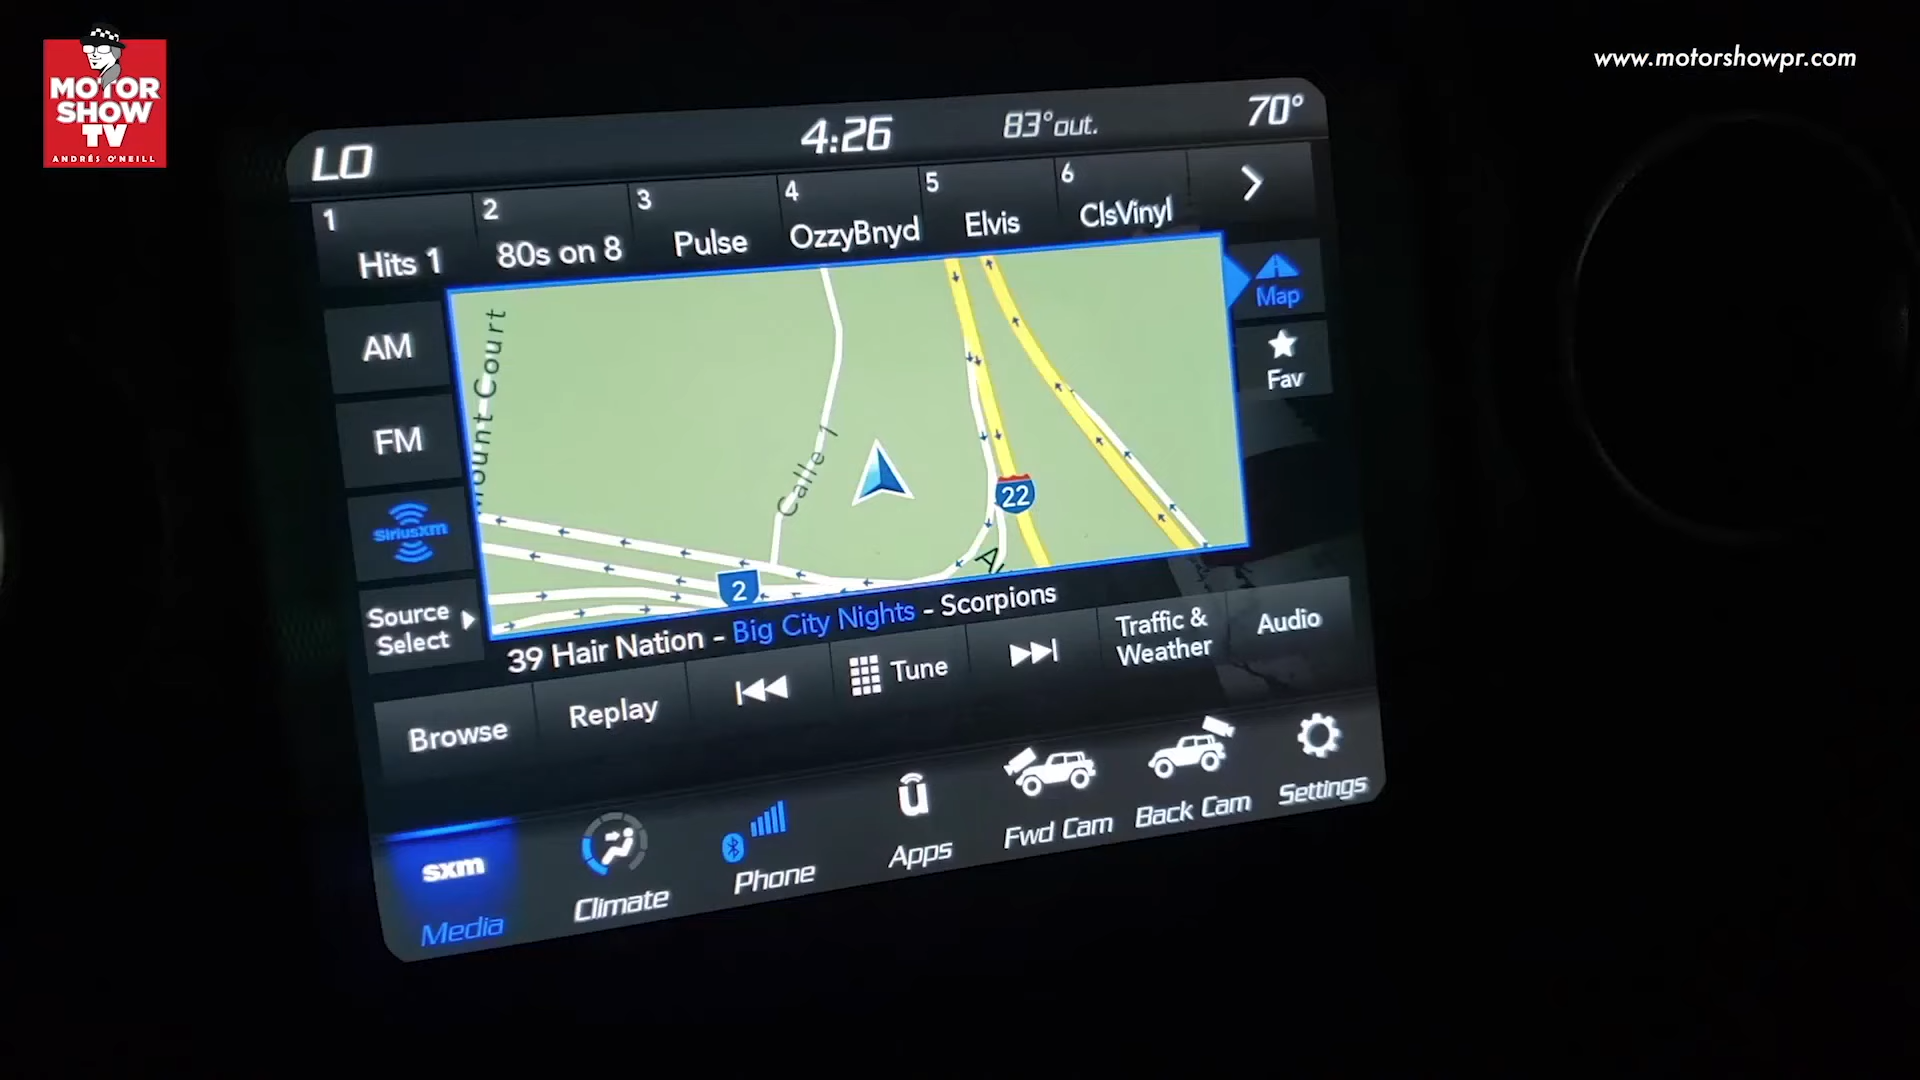 MOTOR
SHOW
TV
ANDRÉS O'NEILL
www.motorshowpr.com
LO
4:26
83°out.
70°
1
Hits 1
2
80s on 8
3
Pulse
4
OzzyBnyd
5
Elvis
6
ClsVinyl
AM
FM
SiriusXM
Source
Select
Court
Calle 1
22
2
Map
Fav
39 Hair Nation - Big City Nights - Scorpions
Browse
Replay
Tune
Traffic &
Weather
Audio
sxm
Media
Climate
Phone
Apps
Fwd Cam
Back Cam
Settings